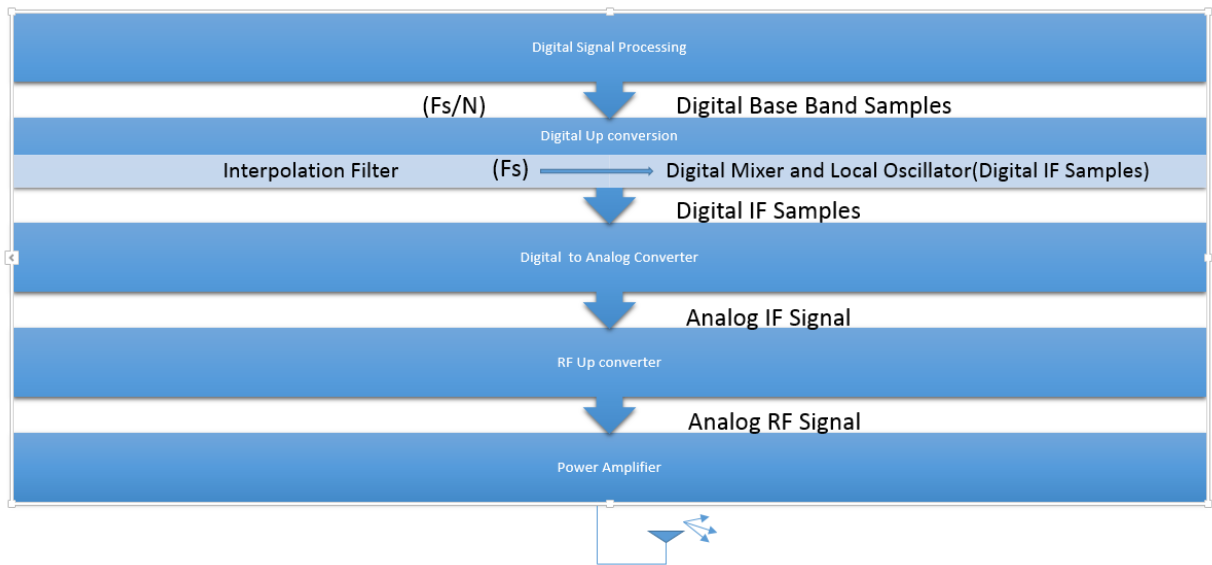 Digital Signal Processing
(Fs/N) Digital Base Band Samples
Digital Up conversion
Interpolation Filter (Fs) Digital Mixer and Local Oscillator(Digital IF Samples)
Digital IF Samples
Digital to Analog Converter
Analog IF Signal
RF Up converter
Analog RF Signal
Power Amplifier